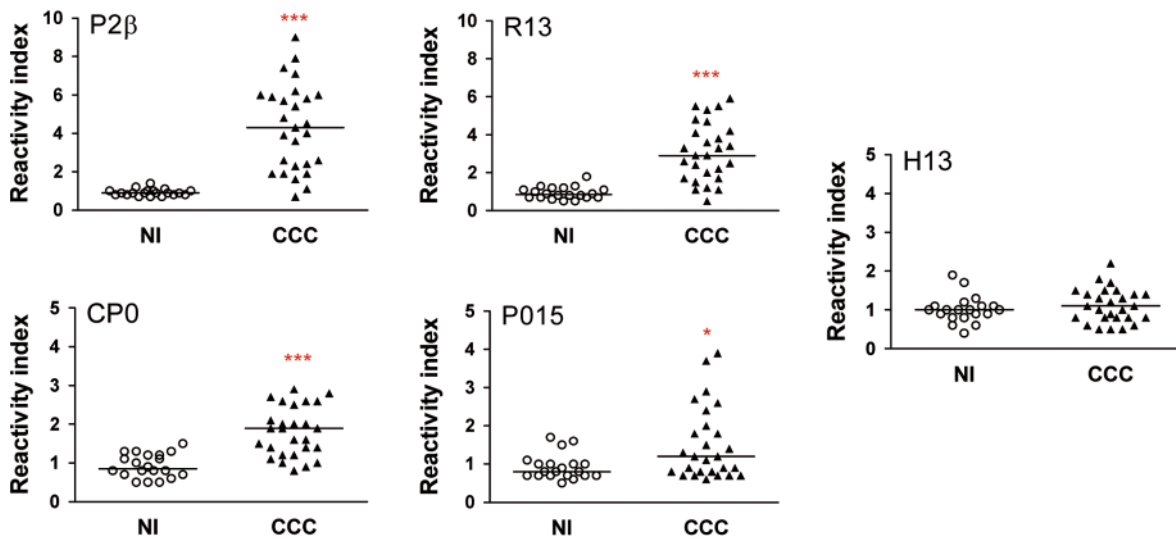 P2β
***
Reactivity index
10
8
6
4
2
0
NI CCC
R13
***
Reactivity index
10
8
6
4
2
0
NI CCC
H13
Reactivity index
5
4
3
2
1
0
NI CCC
CP0
***
Reactivity index
5
4
3
2
1
0
NI CCC
P015
*
Reactivity index
5
4
3
2
1
0
NI CCC